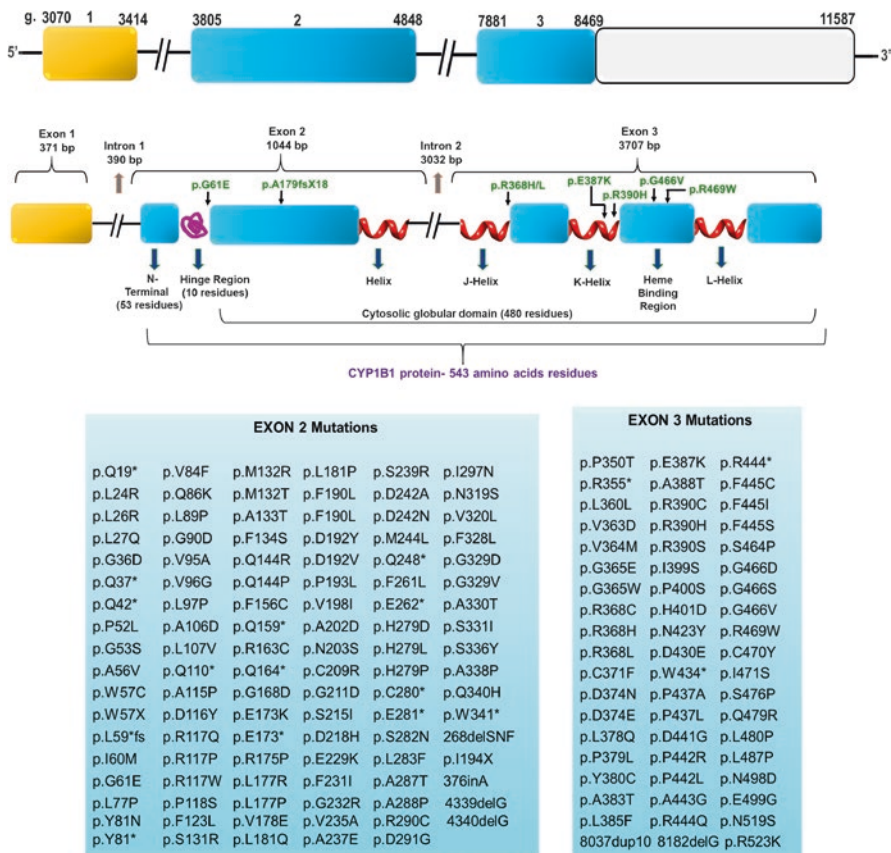 g. 3070 1 3414 3805 2 4848 7881 3 8469 11587
5' 3'
Exon 1 Intron 1 Exon 2 Intron 2 Exon 3
371 bp 390 bp 1044 bp 3032 bp 3707 bp
p.G61E p.A179fsX18 p.R368H/L p.E387K p.R390H p.G466V p.R469W
N-Terminal (53 residues)
Hinge Region (10 residues)
Helix
J-Helix
K-Helix
Heme Binding Region
L-Helix
Cytosolic globular domain (480 residues)
CYP1B1 protein- 543 amino acids residues
EXON 2 Mutations
p.Q19* p.V84F p.M132R p.L181P p.S239R p.I297N
p.L24R p.Q86K p.M132T p.F190L p.D242A p.N319S
p.L26R p.L89P p.A133T p.F190L p.D242N p.V320L
p.L27Q p.G90D p.F134S p.D192Y p.M244L p.F328L
p.G36D p.V95A p.Q144R p.D192V p.Q248* p.G329D
p.Q37* p.V96G p.Q144P p.P193L p.F261L p.G329V
p.Q42* p.L97P p.F156C p.V198I p.E262* p.A330T
p.P52L p.A106D p.Q159* p.A202D p.H279D p.S331I
p.G53S p.L107V p.R163C p.N203S p.H279L p.S336Y
p.A56V p.Q110* p.Q164* p.C209R p.H279P p.A338P
p.W57C p.A115P p.G168D p.G211D p.C280* p.Q340H
p.W57X p.D116Y p.E173K p.S215I p.E281* p.W341*
p.L59*fs p.R117Q p.E173* p.D218H p.S282N 268delSNF
p.I60M p.R117P p.R175P p.E229K p.L283F p.I194X
p.G61E p.R117W p.L177R p.F231I p.A287T 376inA
p.L77P p.P118S p.L177P p.G232R p.A288P 4339delG
p.Y81N p.F123L p.V178E p.V235A p.R290C 4340delG
p.Y81* p.S131R p.L181Q p.A237E p.D291G
EXON 3 Mutations
p.P350T p.E387K p.R444*
p.R355* p.A388T p.F445C
p.L360L p.R390C p.F445I
p.V363D p.R390H p.F445S
p.V364M p.R390S p.S464P
p.G365E p.I399S p.G466D
p.G365W p.P400S p.G466S
p.R368C p.H401D p.G466V
p.R368H p.N423Y p.R469W
p.R368L p.D430E p.C470Y
p.C371F p.W434* p.I471S
p.D374N p.P437A p.S476P
p.D374E p.P437L p.Q479R
p.L378Q p.D441G p.L480P
p.P379L p.P442R p.L487P
p.Y380C p.P442L p.N498D
p.A383T p.A443G p.E499G
p.L385F p.R444Q p.N519S
8037dup10 8182delG p.R523K